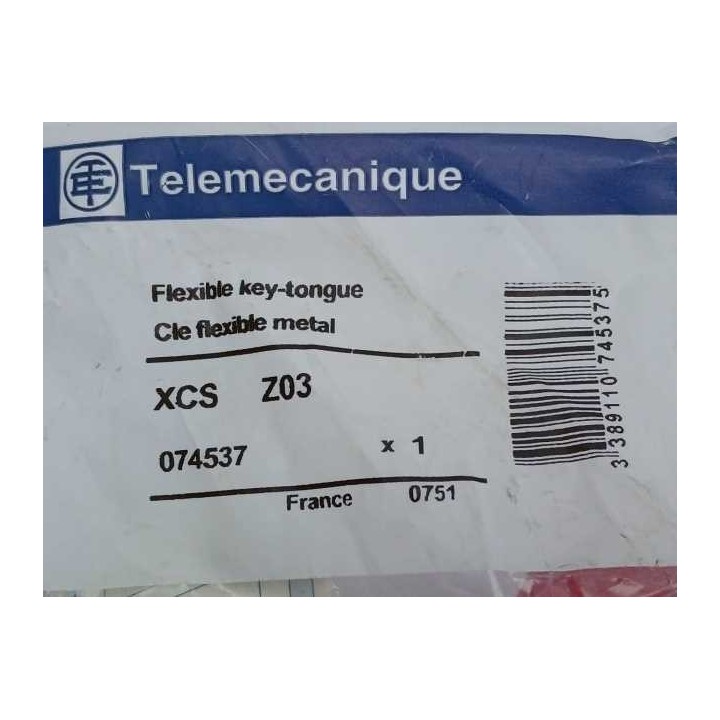 Telemecanique
Flexible key-tongue
Cle flexible metal
XCS Z03
074537 x 1
France 0751
3 389110 745375